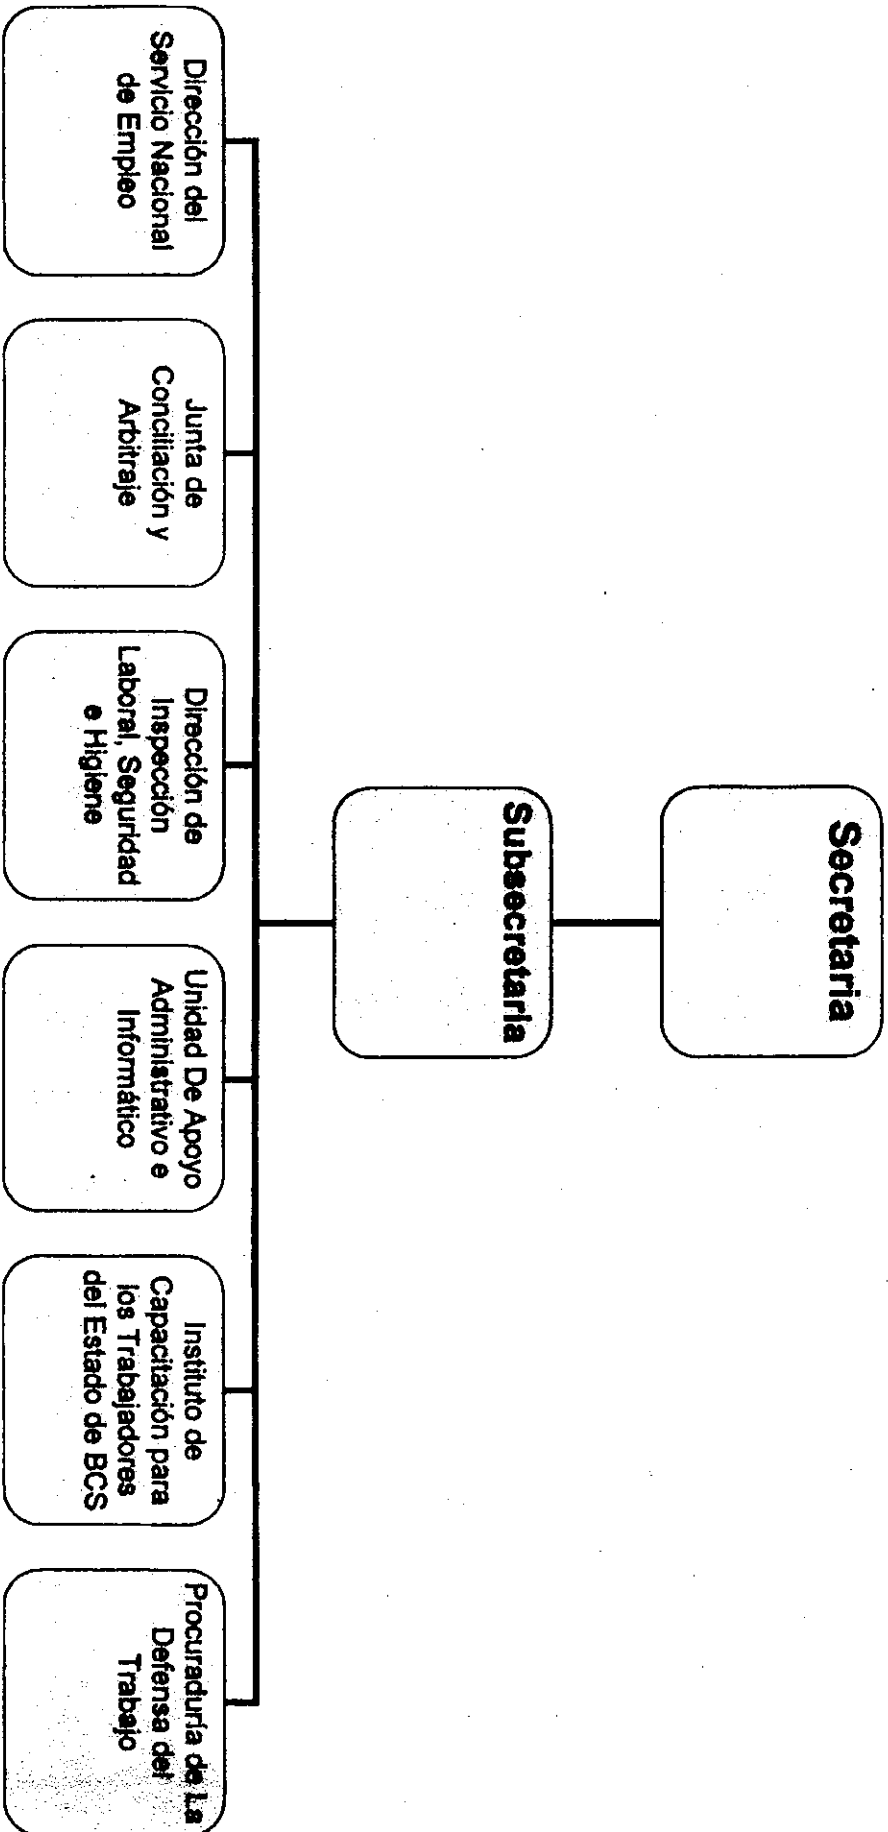 Secretaria
Subsecretaria
Dirección del
Servicio Nacional
de Empleo
Junta de
Conciliación y
Arbitraje
Dirección de
Inspección
Laboral, Seguridad
e Higiene
Unidad De Apoyo
Administrativo e
Informático
Instituto de
Capacitación para
los Trabajadores
del Estado de BCS
Procuraduría de La
Defensa del
Trabajo